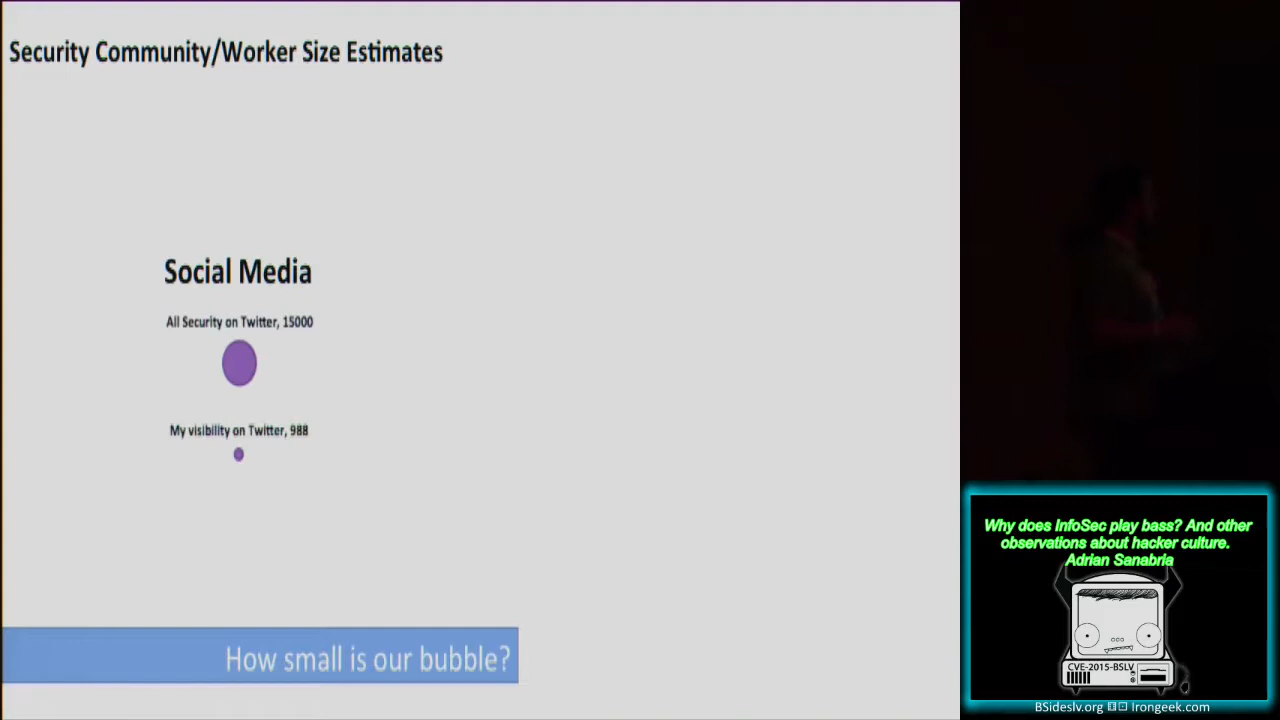 Security Community/Worker Size Estimates
Social Media
All Security on Twitter, 15000
My visibility on Twitter, 988
How small is our bubble?
Why does InfoSec play bass? And other
observations about hacker culture.
Adrian Sanabria
CVE-2015-BSLV
BSideslv.org Irongeek.com